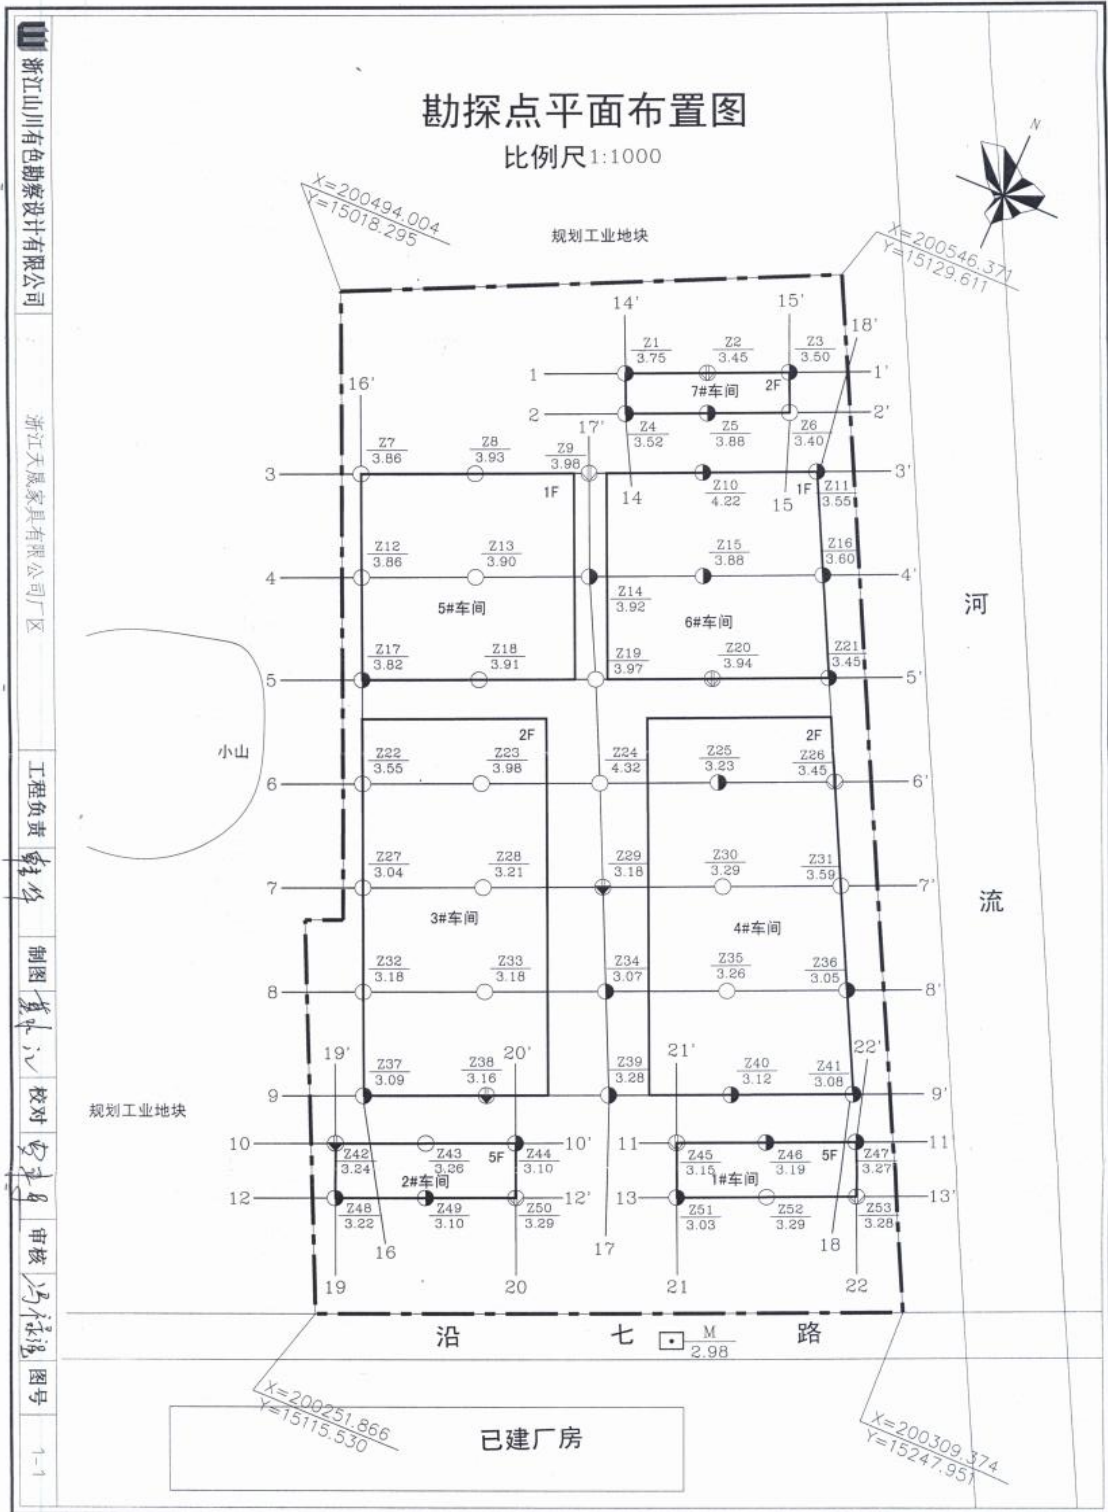 勘探点平面布置图
比例尺1:1000
N
X=200494.004
Y=15018.295
规划工业地块
X=200546.371
Y=15129.611
14'
15'
18'
Z1
3.75
Z2
3.45
Z3
3.50
1
1'
7#车间
2F
16'
2
2'
17'
Z4
3.52
Z5
3.88
Z6
3.40
Z7
3.86
Z8
3.93
Z9
3.98
3
3'
1F
14
Z10
4.22
15
1F
Z11
3.55
Z12
3.86
Z13
3.90
Z15
3.88
Z16
3.60
4
4'
Z14
3.92
5#车间
6#车间
河
Z17
3.82
Z18
3.91
Z19
3.97
Z20
3.94
Z21
3.45
5
5'
小山
2F
2F
Z22
3.55
Z23
3.98
Z24
4.32
Z25
3.23
Z26
3.45
6
6'
Z27
3.04
Z28
3.21
Z29
3.18
Z30
3.29
Z31
3.59
7
7'
流
3#车间
4#车间
Z32
3.18
Z33
3.18
Z34
3.07
Z35
3.26
Z36
3.05
8
8'
19'
20'
21'
22'
Z37
3.09
Z38
3.16
Z39
3.28
Z40
3.12
Z41
3.08
9
9'
规划工业地块
10
10'
11
11'
Z42
3.24
Z43
3.26
5F
Z44
3.10
Z45
3.15
Z46
3.19
5F
Z47
3.27
2#车间
1#车间
12
12'
13
13'
Z48
3.22
Z49
3.10
Z50
3.29
Z51
3.03
Z52
3.29
Z53
3.28
16
17
18
19
20
21
22
沿七路
M
2.98
X=200251.866
Y=15115.530
已建厂房
X=200309.374
Y=15247.951
浙江山川有色勘察设计有限公司
浙江天晟家具有限公司厂区
工程负责
制图
校对
审核
图号
1-1